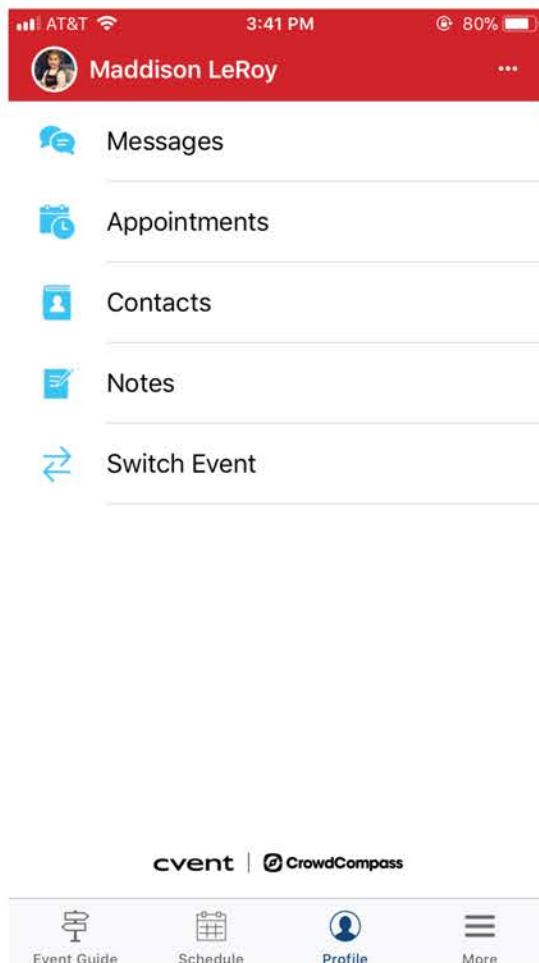 AT&T 3:41 PM 80%
Maddison LeRoy
Messages
Appointments
Contacts
Notes
Switch Event
cvent | CrowdCompass
Event Guide Schedule Profile More